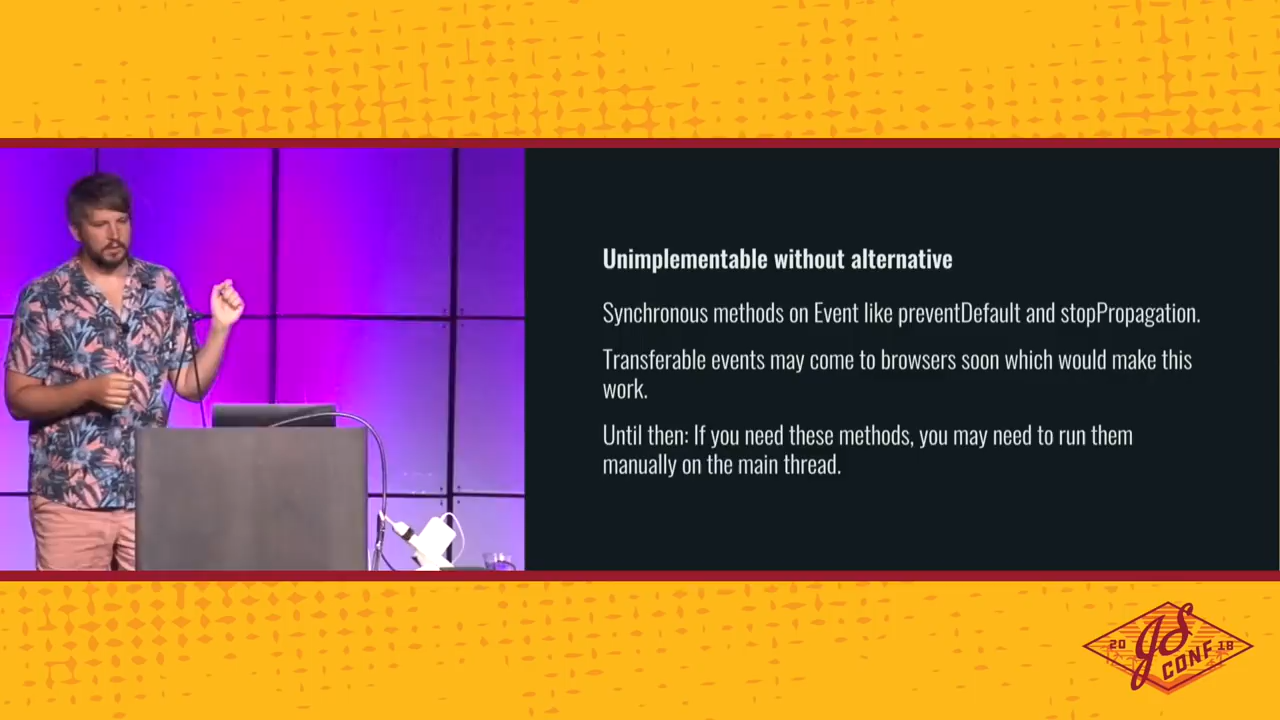 Unimplementable without alternative
Synchronous methods on Event like preventDefault and stopPropagation.
Transferable events may come to browsers soon which would make this
work.
Until then: If you need these methods, you may need to run them
manually on the main thread.
20 JS 18
CONF